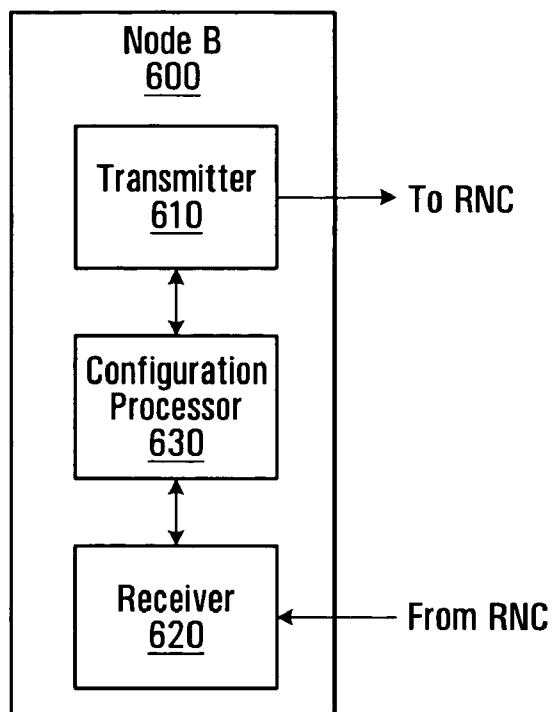 Node B
600
Transmitter
610
To RNC
Configuration
Processor
630
Receiver
620
From RNC